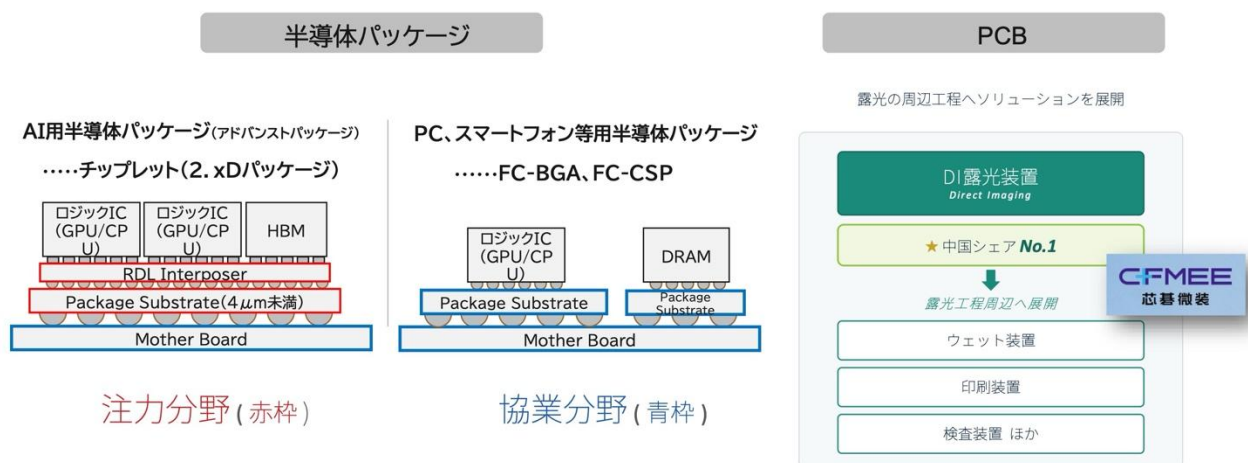 半導体パッケージ
AI用半導体パッケージ(アドバンストパッケージ)
……チップレット(2. xDパッケージ)
ロジックIC
(GPU/CP
U)
ロジックIC
(GPU/CP
U)
HBM
RDL Interposer
Package Substrate(4μm未満)
Mother Board
注力分野 ( 赤枠 )
PC、スマートフォン等用半導体パッケージ
……FC-BGA、FC-CSP
ロジックIC
(GPU/CP
U)
DRAM
Package Substrate
Package
Substrate
Mother Board
協業分野 ( 青枠 )
PCB
露光の周辺工程へソリューションを展開
DI露光装置
Direct Imaging
★ 中国シェア No.1
露光工程周辺へ展開
CFMEE
芯碁微装
ウェット装置
印刷装置
検査装置 ほか